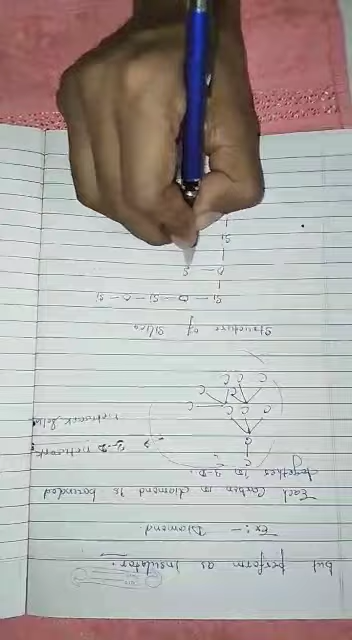 but perform as Insulator.
Ex:- Diamond
Each Carbon in diamond is bounded
together in 3-D.
C
C
3-D network
C C C
network solid
C C
C C C
Structure of Silica
Si - O - Si - O - Si
O - S
Si